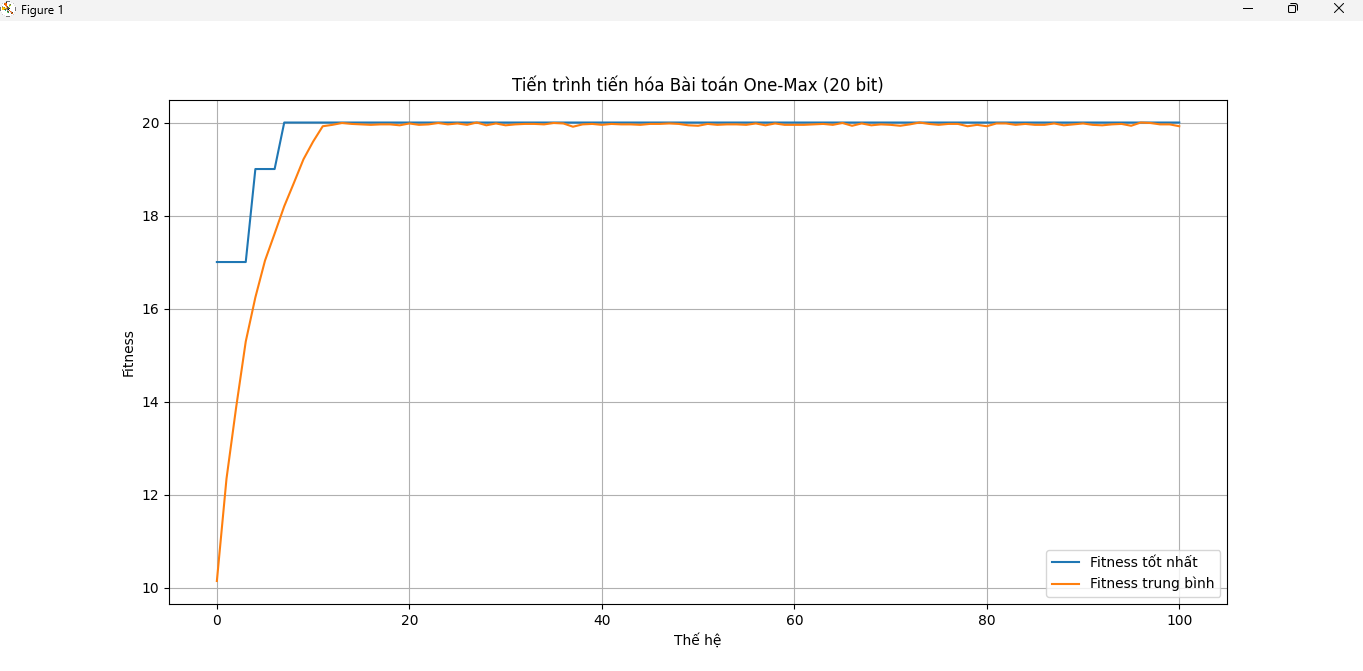 Figure 1
Tiến trình tiến hóa Bài toán One-Max (20 bit)
20
18
16
14
12
10
Fitness
Fitness tốt nhất
Fitness trung bình
0 20 40 60 80 100
Thế hệ